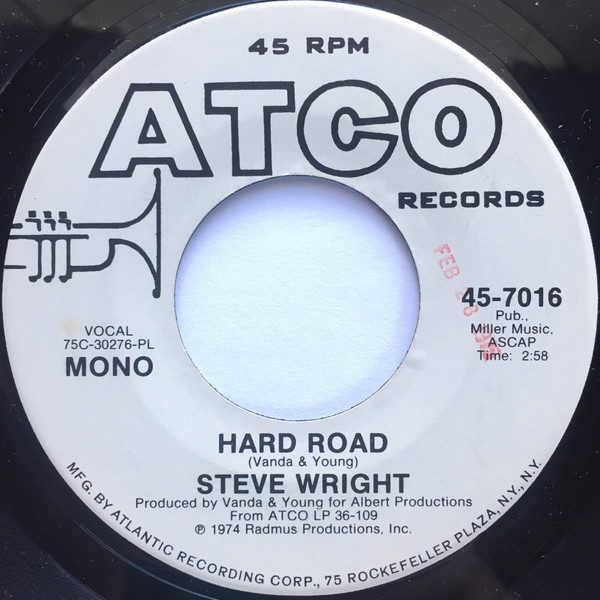 45 RPM
ATCO
RECORDS
FEB
45-7016
Pub.,
Miller Music,
ASCAP
Time: 2:58
VOCAL
75C-30276-PL
MONO
HARD ROAD
(Vanda & Young)
STEVE WRIGHT
Produced by Vanda & Young for Albert Productions
From ATCO LP 36-109
℗ 1974 Radmus Productions, Inc.
MFG. BY ATLANTIC RECORDING CORP., 75 ROCKEFELLER PLAZA, N.Y., N.Y.